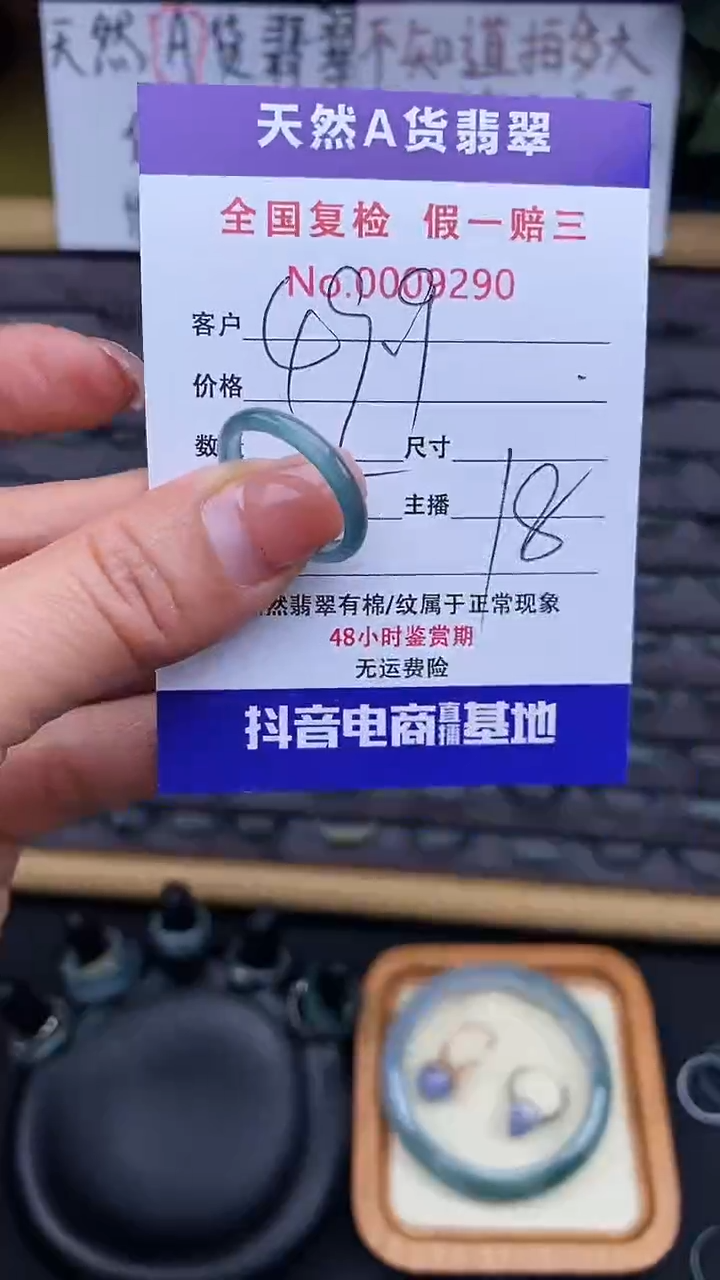 天然A货翡翠不知道拍多大
天然A货翡翠
全国复检 假一赔三
No.0009290
客户
价格
699
数 尺寸
主播 18
然翡翠有棉/纹属于正常现象
48小时鉴赏期
无运费险
抖音电商直播基地